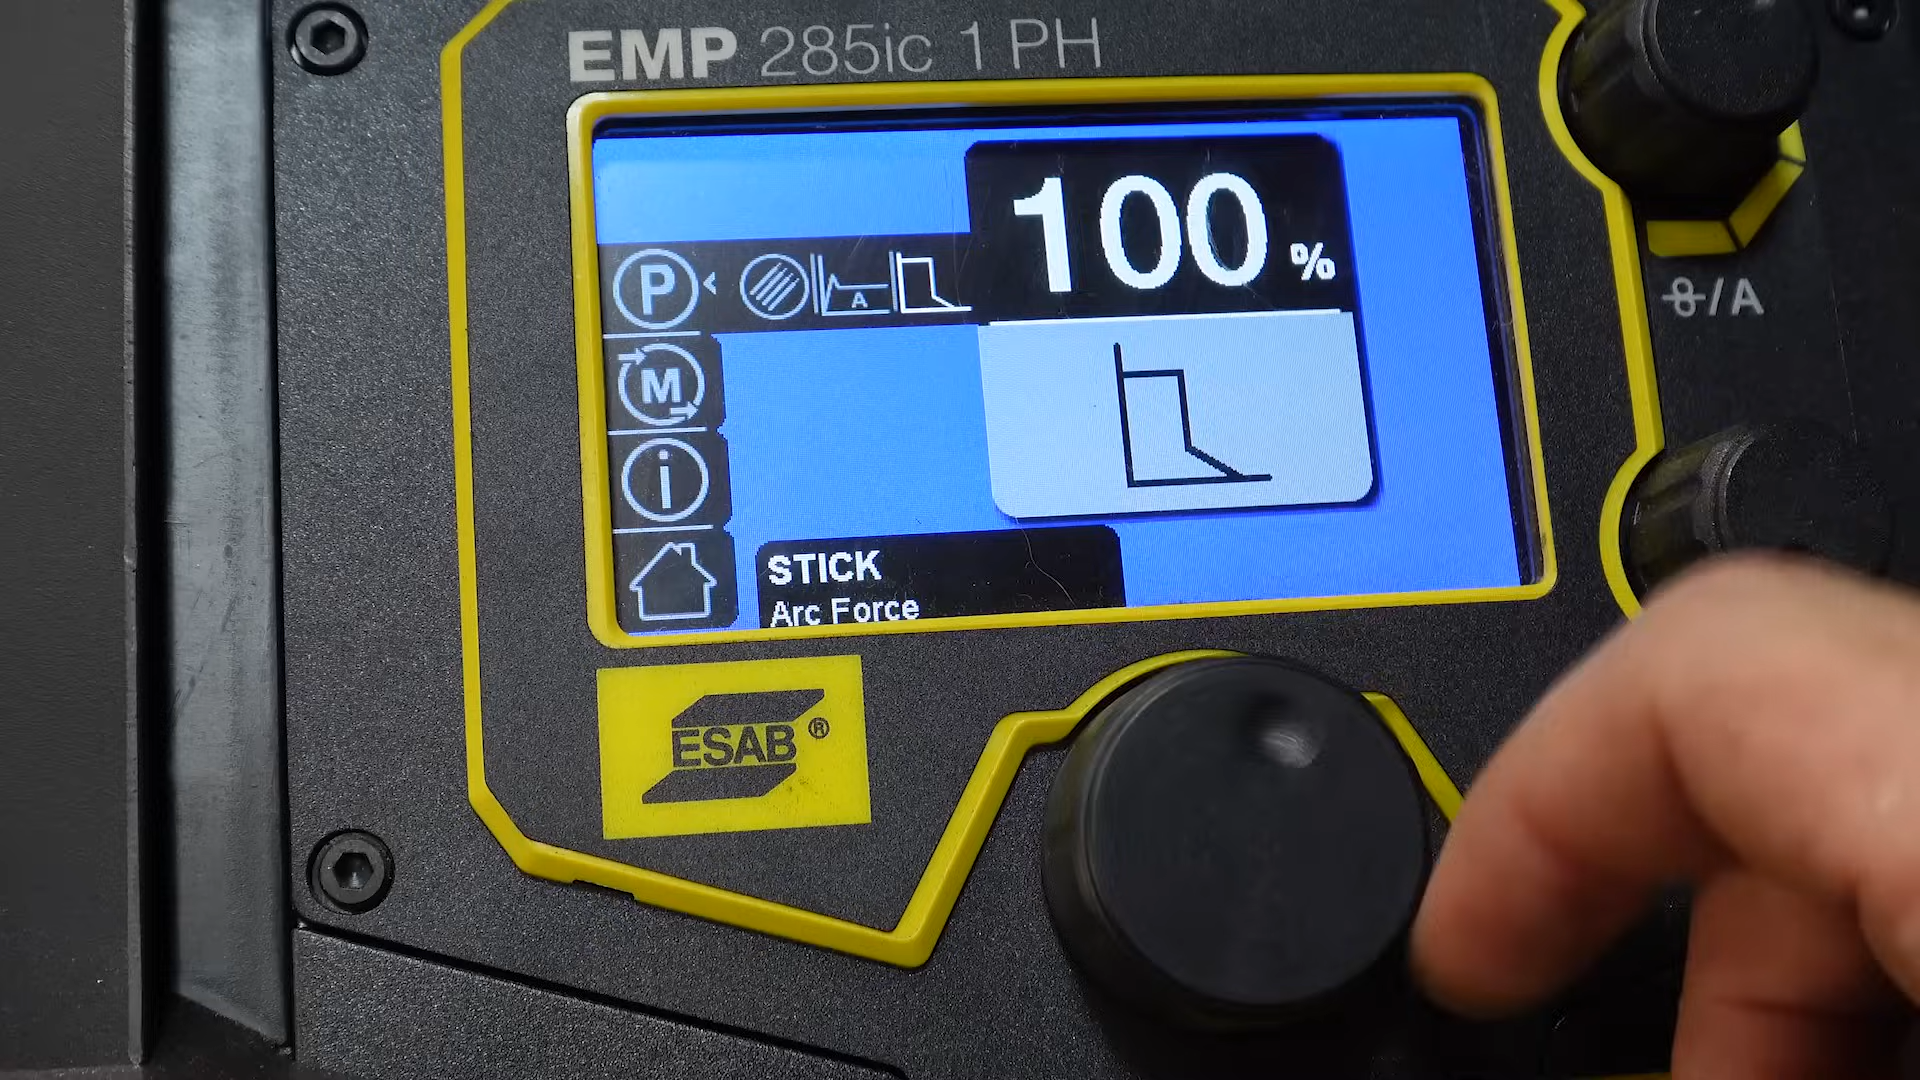 EMP 285ic 1 PH
100 %
P
A
M
i
/ A
STICK
Arc Force
ESAB®